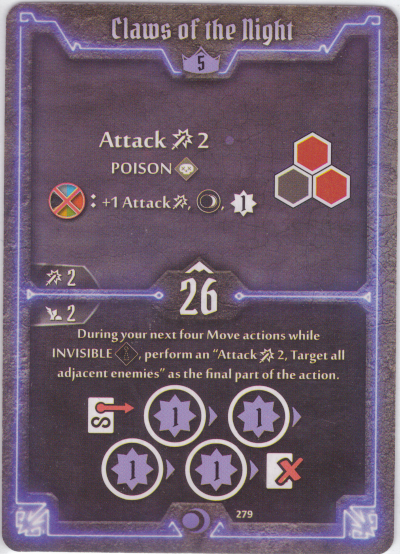 Claws of the Night
5
Attack 2
POISON
: +1 Attack, , 1
2
26
2
During your next four Move actions while
INVISIBLE , perform an “Attack 2, Target all
adjacent enemies” as the final part of the action.
1 1
1 1
279